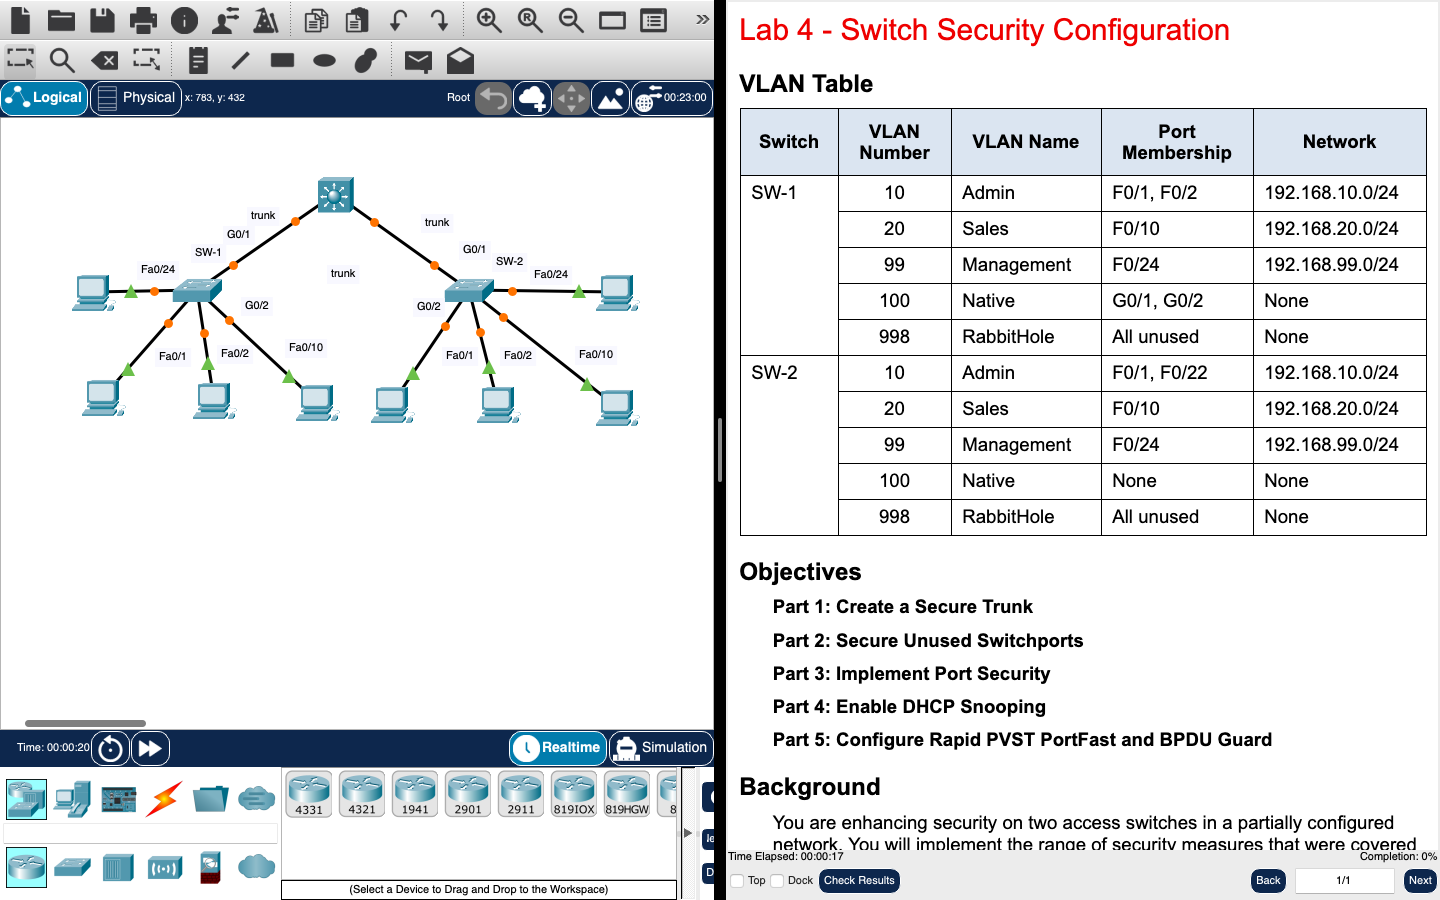 Logical
Physical
x: 783, y: 432
Root
00:23:00
trunk
trunk
G0/1
G0/1
SW-1
SW-2
Fa0/24
trunk
Fa0/24
G0/2
G0/2
Fa0/1
Fa0/2
Fa0/10
Fa0/1
Fa0/2
Fa0/10
Time: 00:00:20
Realtime
Simulation
4331
4321
1941
2901
2911
819IOX
819HGW
8
(Select a Device to Drag and Drop to the Workspace)
Lab 4 - Switch Security Configuration
VLAN Table
Switch VLAN Number VLAN Name Port Membership Network
SW-1 10 Admin F0/1, F0/2 192.168.10.0/24
20 Sales F0/10 192.168.20.0/24
99 Management F0/24 192.168.99.0/24
100 Native G0/1, G0/2 None
998 RabbitHole All unused None
SW-2 10 Admin F0/1, F0/22 192.168.10.0/24
20 Sales F0/10 192.168.20.0/24
99 Management F0/24 192.168.99.0/24
100 Native None None
998 RabbitHole All unused None
Objectives
Part 1: Create a Secure Trunk
Part 2: Secure Unused Switchports
Part 3: Implement Port Security
Part 4: Enable DHCP Snooping
Part 5: Configure Rapid PVST PortFast and BPDU Guard
Background
You are enhancing security on two access switches in a partially configured
network. You will implement the range of security measures that were covered
Time Elapsed: 00:00:17
Completion: 0%
Top
Dock
Check Results
Back
1/1
Next